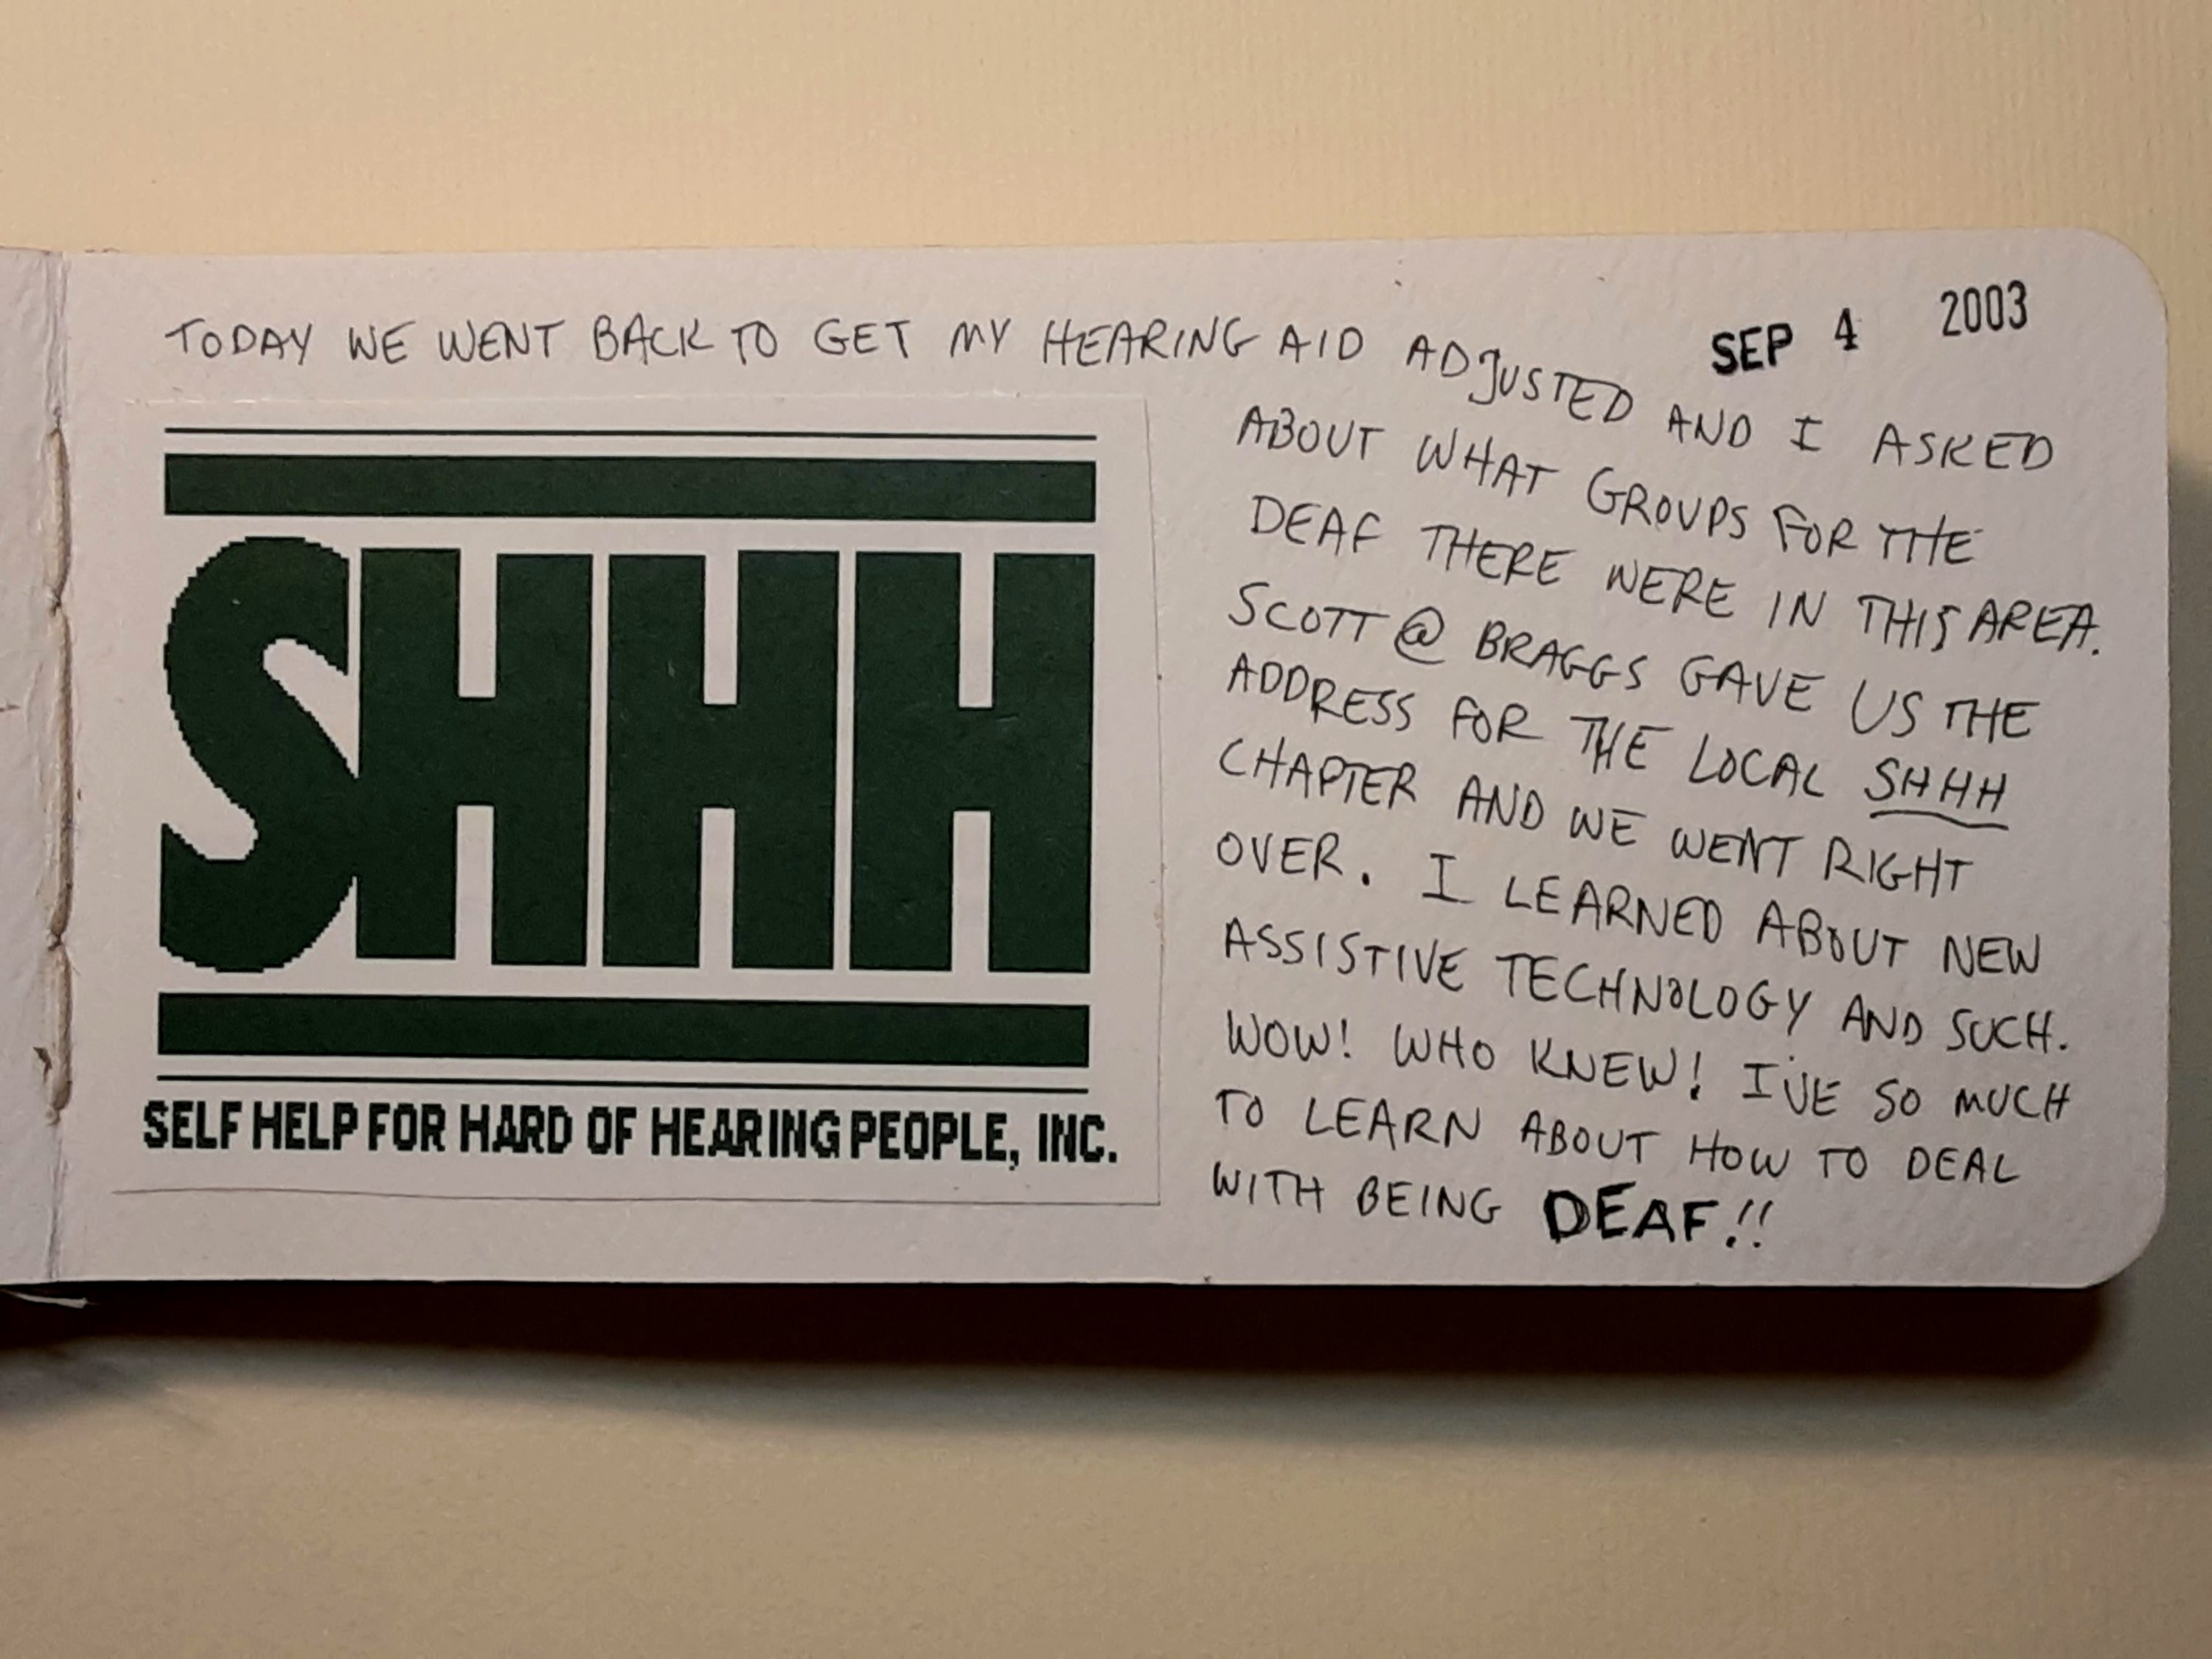 SEP 4 2003
TODAY WE WENT BACK TO GET MY HEARING AID ADJUSTED AND I ASKED
ABOUT WHAT GROUPS FOR THE
DEAF THERE WERE IN THIS AREA.
SCOTT @ BRAGGS GAVE US THE
ADDRESS FOR THE LOCAL SHHH
CHAPTER AND WE WENT RIGHT
OVER. I LEARNED ABOUT NEW
ASSISTIVE TECHNOLOGY AND SUCH.
WOW! WHO KNEW! I'VE SO MUCH
TO LEARN ABOUT HOW TO DEAL
WITH BEING DEAF!!
SHHH
SELF HELP FOR HARD OF HEARING PEOPLE, INC.